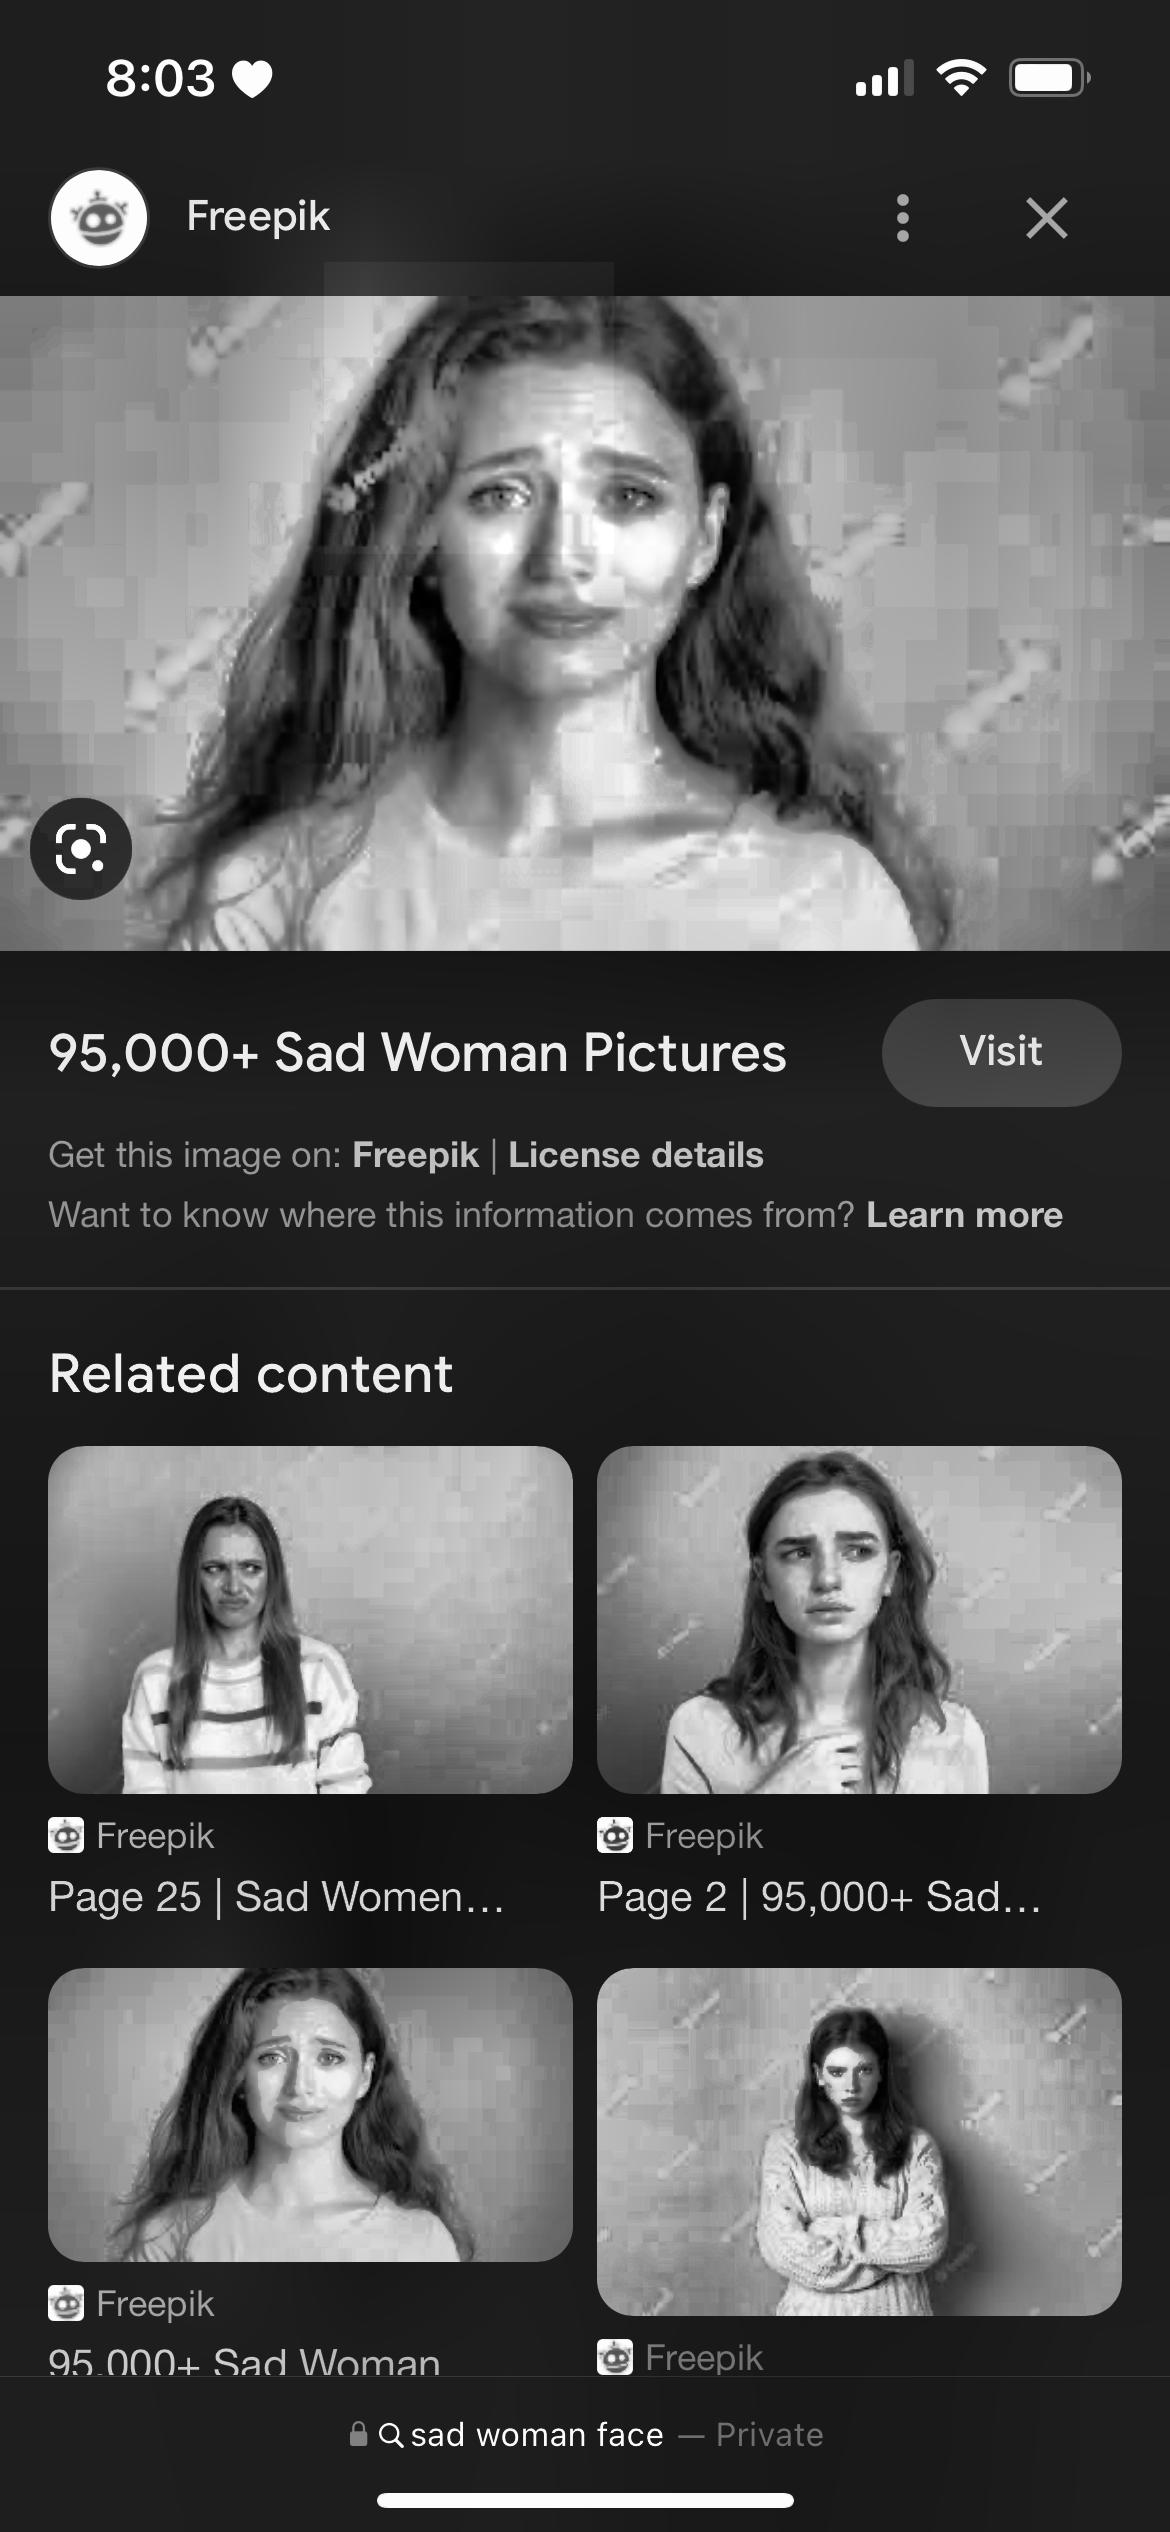 8:03
Freepik
95,000+ Sad Woman Pictures
Visit
Get this image on: Freepik | License details
Want to know where this information comes from? Learn more
Related content
Freepik
Page 25 | Sad Women...
Freepik
Page 2 | 95,000+ Sad...
Freepik
95,000+ Sad Woman
Freepik
sad woman face — Private